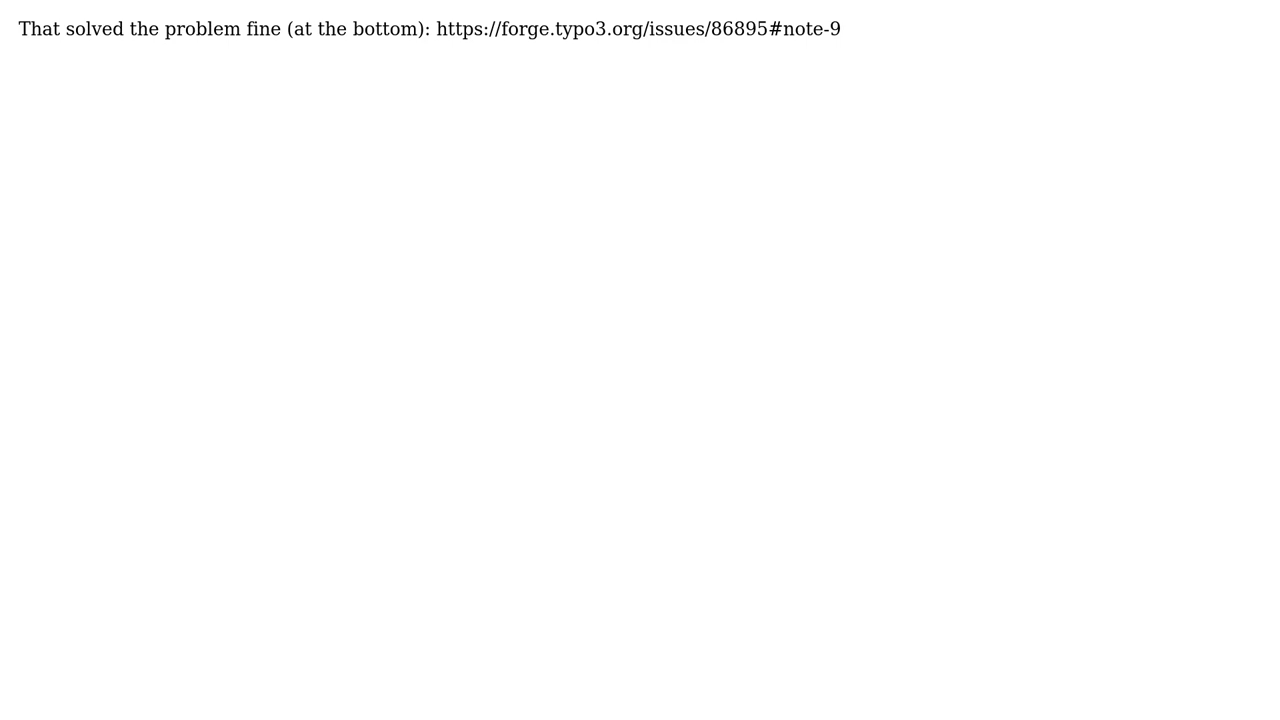 That solved the problem fine (at the bottom): https://forge.typo3.org/issues/86895#note-9